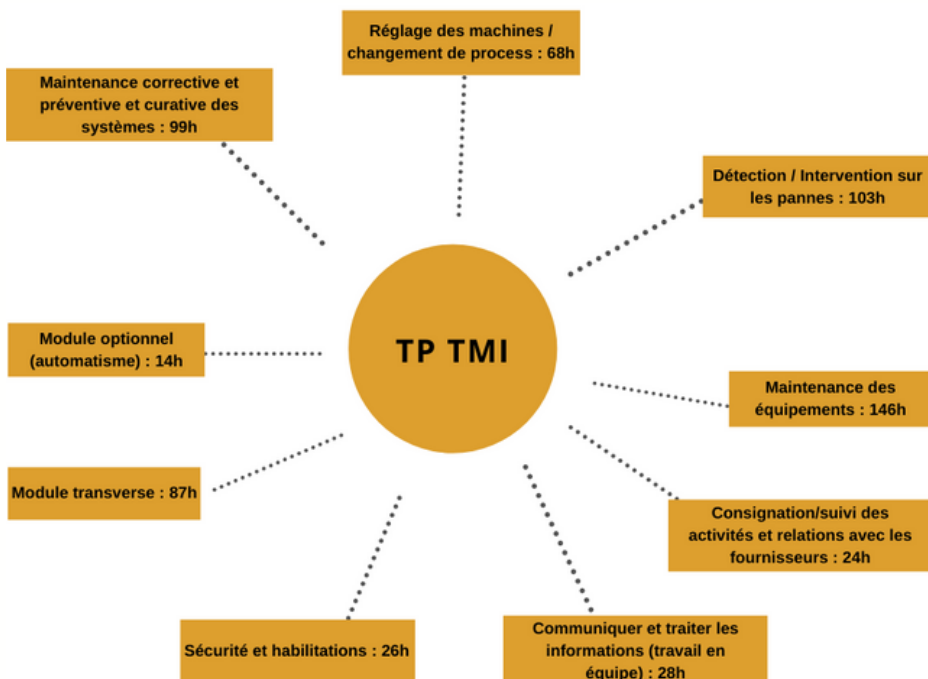 Réglage des machines /
changement de process : 68h
Maintenance corrective et
préventive et curative des
systèmes : 99h
Détection / Intervention sur
les pannes : 103h
TP TMI
Module optionnel
(automatisme) : 14h
Maintenance des
équipements : 146h
Module transverse : 87h
Consignation/suivi des
activités et relations avec les
fournisseurs : 24h
Sécurité et habilitations : 26h
Communiquer et traiter les
informations (travail en
équipe) : 28h